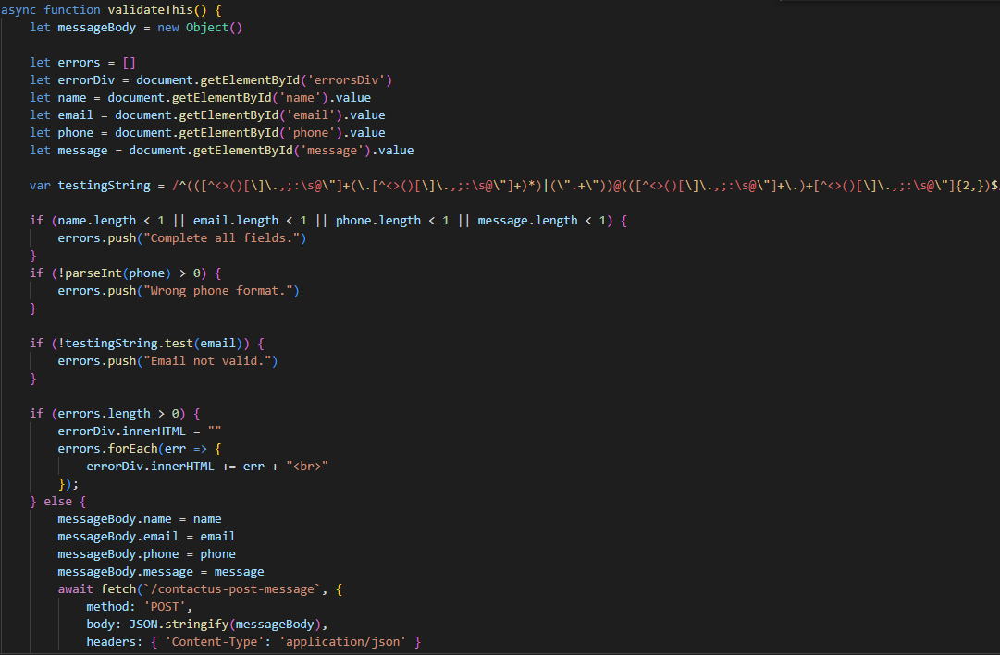 async function validateThis() {
let messageBody = new Object()
let errors = []
let errorDiv = document.getElementById('errorsDiv')
let name = document.getElementById('name').value
let email = document.getElementById('email').value
let phone = document.getElementById('phone').value
let message = document.getElementById('message').value
var testingString = /^(([^<>()[\]\.,;:\s@\"]+(\.[^<>()[\]\.,;:\s@\"]+)*)|(\".+\"))@(([^<>()[\]\.,;:\s@\"]+\.)+[^<>()[\]\.,;:\s@\"]{2,})$
if (name.length < 1 || email.length < 1 || phone.length < 1 || message.length < 1) {
errors.push("Complete all fields.")
}
if (!parseInt(phone) > 0) {
errors.push("Wrong phone format.")
}
if (!testingString.test(email)) {
errors.push("Email not valid.")
}
if (errors.length > 0) {
errorDiv.innerHTML = ""
errors.forEach(err => {
errorDiv.innerHTML += err + "<br>"
});
} else {
messageBody.name = name
messageBody.email = email
messageBody.phone = phone
messageBody.message = message
await fetch(`/contactus-post-message`, {
method: 'POST',
body: JSON.stringify(messageBody),
headers: { 'Content-Type': 'application/json' }